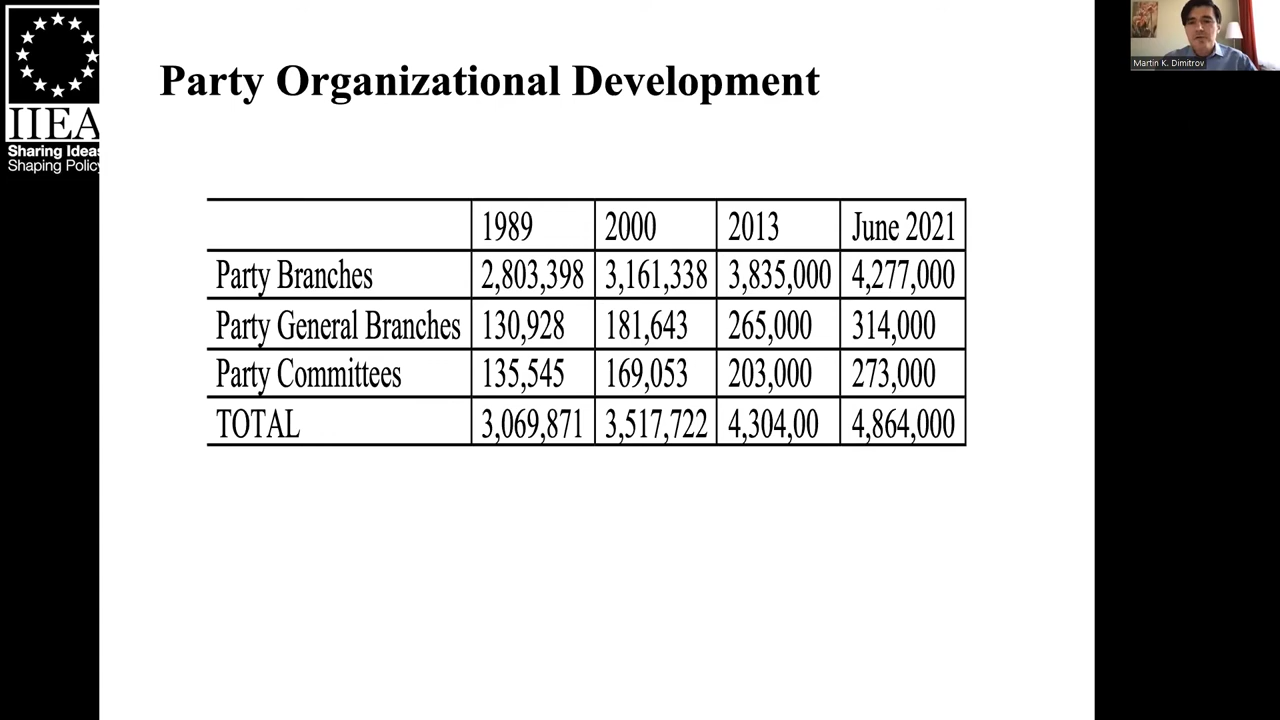 IIEA
Sharing Ideas
Shaping Policy
Martin K. Dimitrov
Party Organizational Development
1989 2000 2013 June 2021
Party Branches 2,803,398 3,161,338 3,835,000 4,277,000
Party General Branches 130,928 181,643 265,000 314,000
Party Committees 135,545 169,053 203,000 273,000
TOTAL 3,069,871 3,517,722 4,304,00 4,864,000